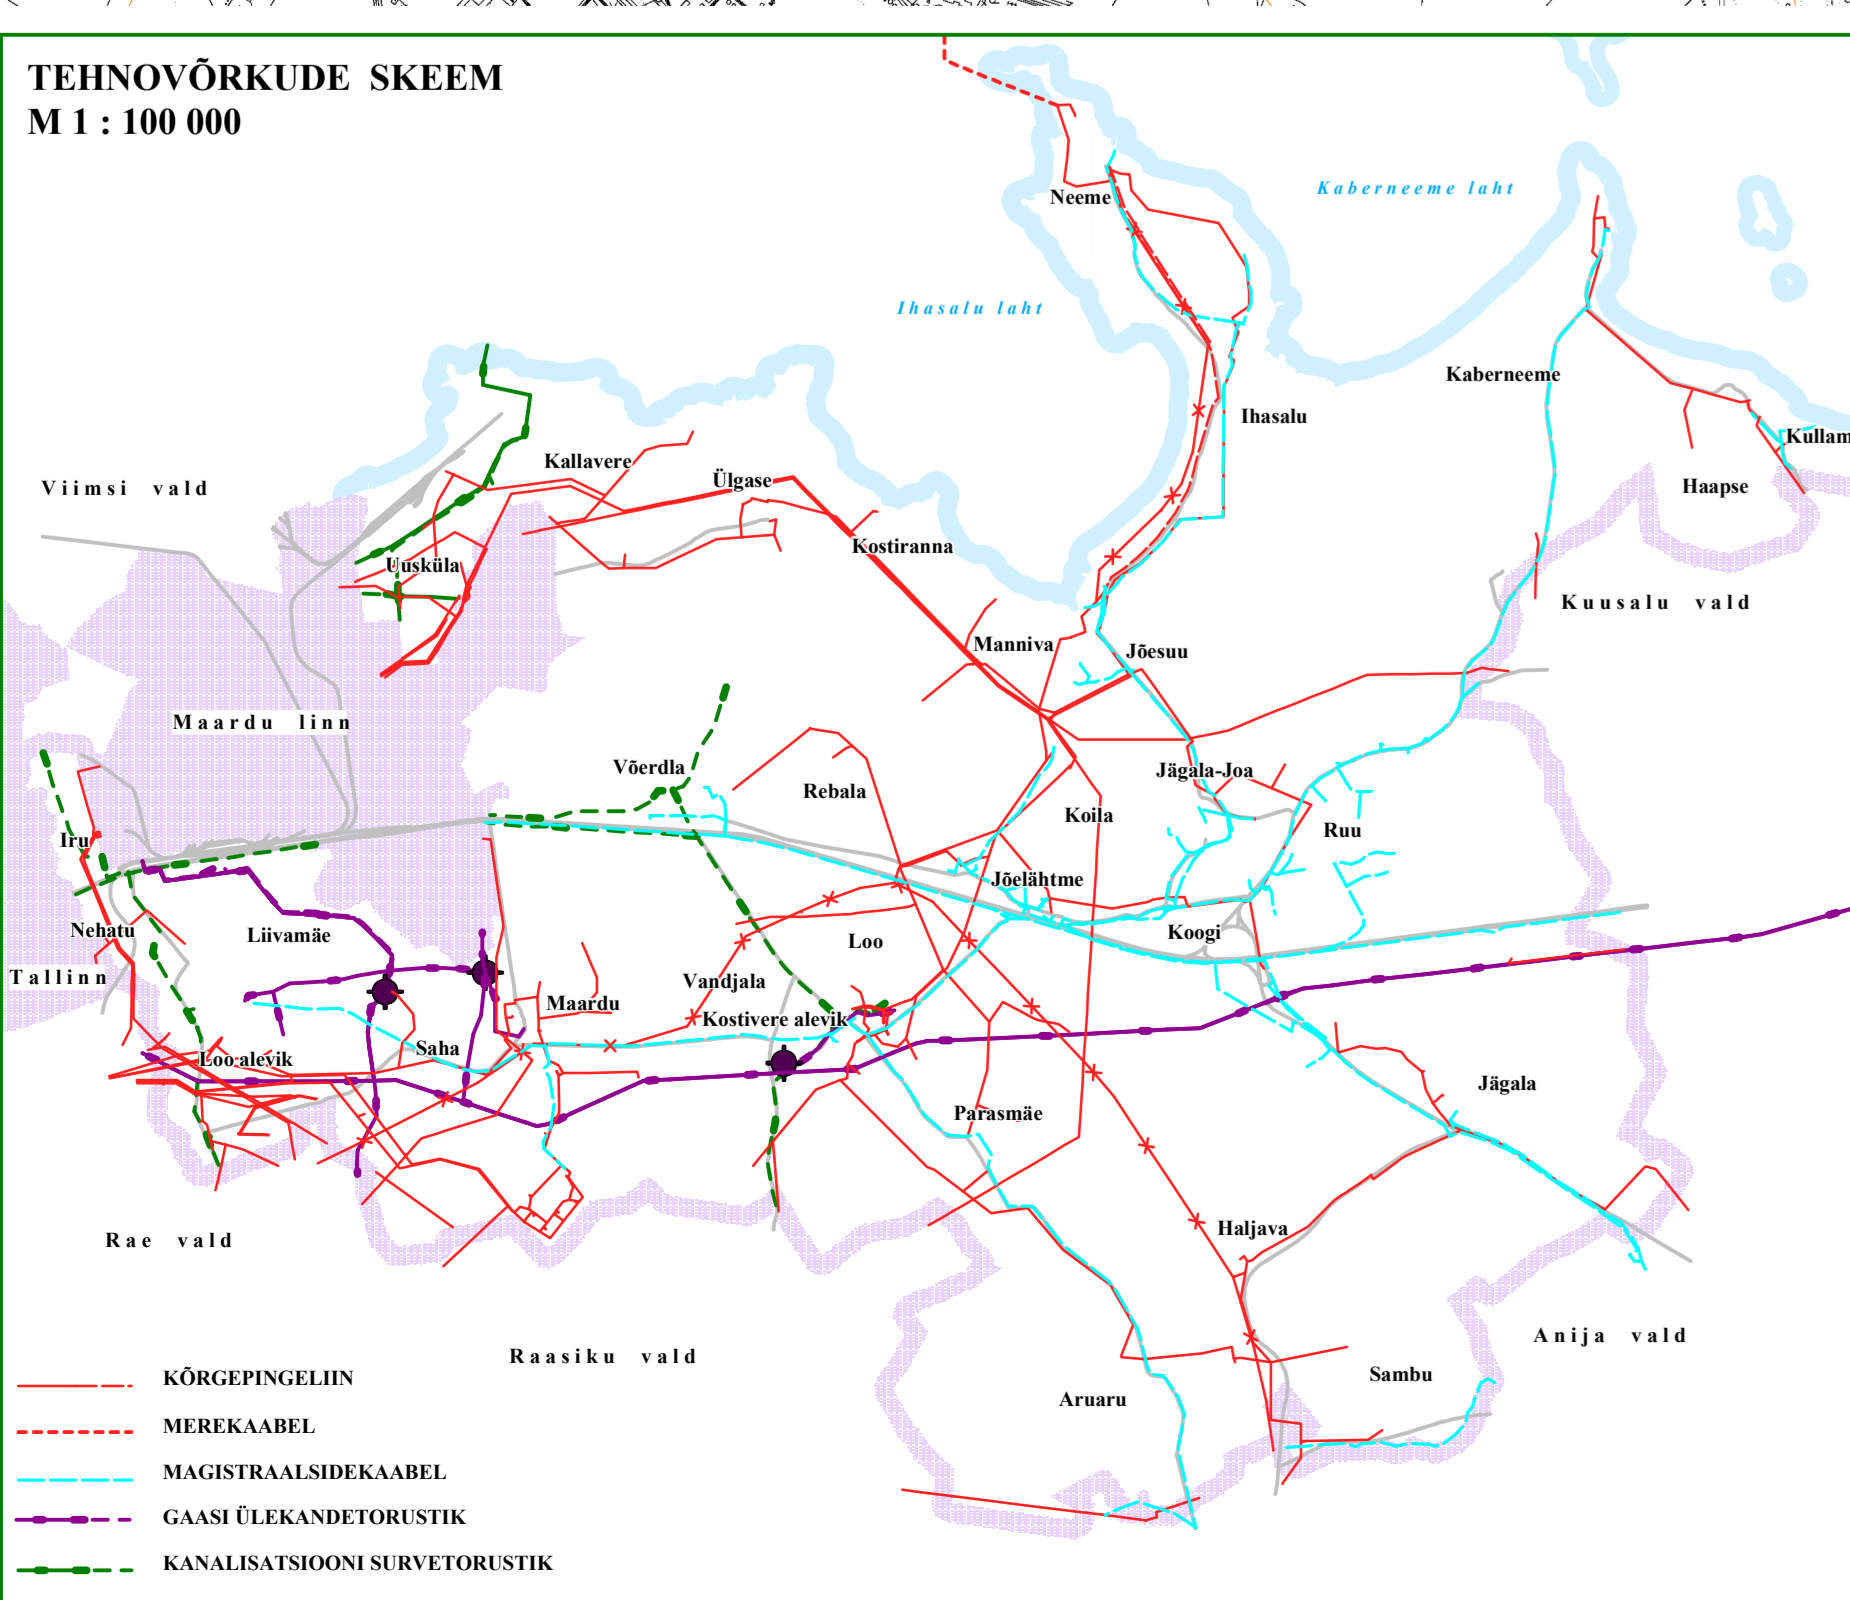 TEHNOVÕRKUDE SKEEM
M 1 : 100 000
Neeme
Kaberneeme laht
Ihasalu laht
Kaberneeme
Ihasalu
Kullam
Kallavere
Ülgase
Viimsi vald
Haapse
Kostiranna
Uusküla
Kuusalu vald
Manniva
Jõesuu
Maardu linn
Võerdla
Jägala-Joa
Rebala
Koila
Ruu
Iru
Jõelähtme
Nehatu
Liivamäe
Loo
Koogi
Tallinn
Vandjala
Maardu
Kostivere alevik
Saha
Loo alevik
Jägala
Parasmäe
Haljava
Rae vald
Anija vald
Raasiku vald
Sambu
Aruaru
KÕRGEPINGELIIN
MEREKAABEL
MAGISTRAALSIDEKAABEL
GAASI ÜLEKANDETORUSTIK
KANALISATSIOONI SURVETORUSTIK